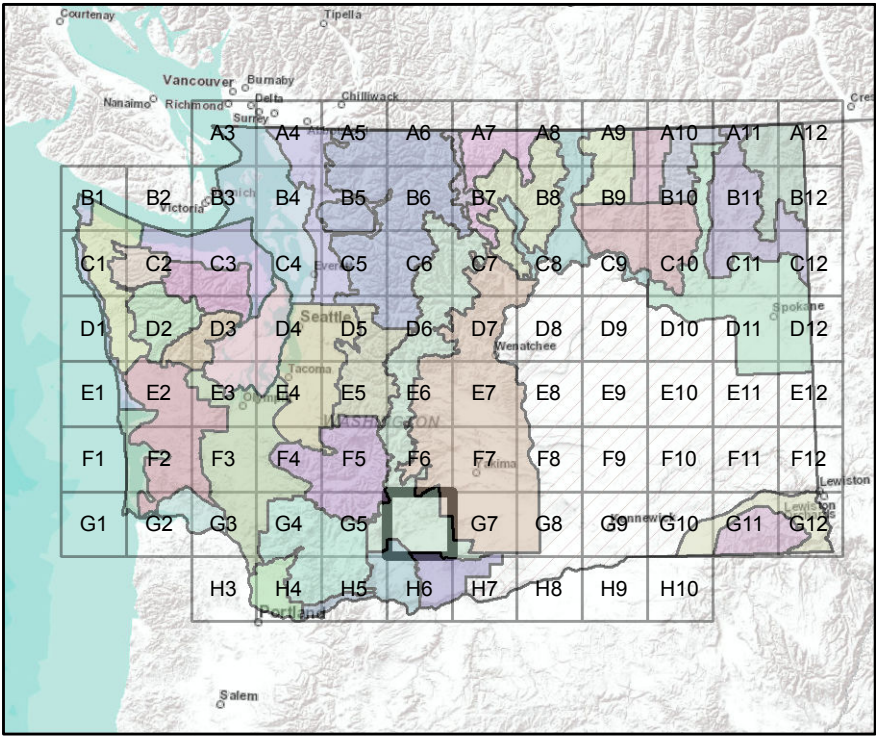 Courtenay
Tipella
Vancouver Burnaby
Nanaimo Richmond Delta Chilliwack
Surrey
A3 A4 A5 A6 A7 A8 A9 A10 A11 A12
B1 B2 B3 B4 B5 B6 B7 B8 B9 B10 B11 B12
Victoria
C1 C2 C3 C4 C5 C6 C7 C8 C9 C10 C11 C12
Seattle Spokane
D1 D2 D3 D4 D5 D6 D7 D8 D9 D10 D11 D12
Wenatchee
Tacoma
E1 E2 E3 E4 E5 E6 E7 E8 E9 E10 E11 E12
WASHINGTON
F1 F2 F3 F4 F5 F6 F7 F8 F9 F10 F11 F12
Lewiston
Lewiston
G1 G2 G3 G4 G5 G7 G8 G9 Kennewick G10 G11 G12
H3 H4 H5 H6 H7 H8 H9 H10
Portland
Salem